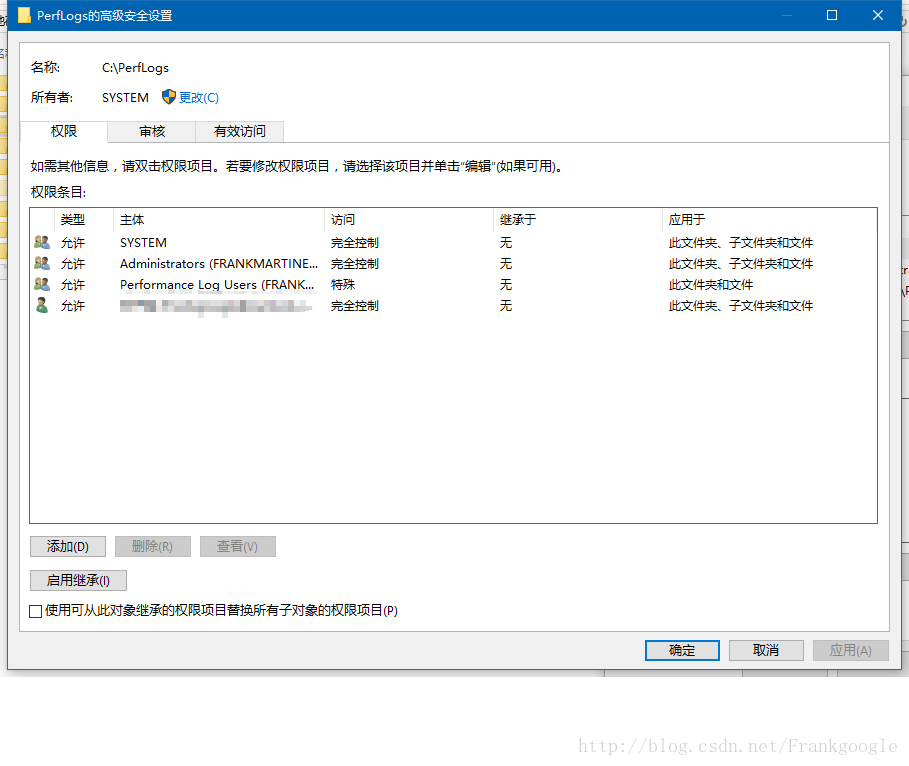 PerfLogs的高级安全设置
名称: C:\PerfLogs
所有者: SYSTEM 更改(C)
权限 审核 有效访问
如需其他信息，请双击权限项目。若要修改权限项目，请选择该项目并单击“编辑”(如果可用)。
权限条目:
类型 主体 访问 继承于 应用于
允许 SYSTEM 完全控制 无 此文件夹、子文件夹和文件
允许 Administrators (FRANKMARTINE... 完全控制 无 此文件夹、子文件夹和文件
允许 Performance Log Users (FRANK... 特殊 无 此文件夹和文件
允许 完全控制 无 此文件夹、子文件夹和文件
添加(D) 删除(R) 查看(V)
启用继承(I)
使用可从此对象继承的权限项目替换所有子对象的权限项目(P)
确定 取消 应用(A)
http://blog.csdn.net/Frankgoogle